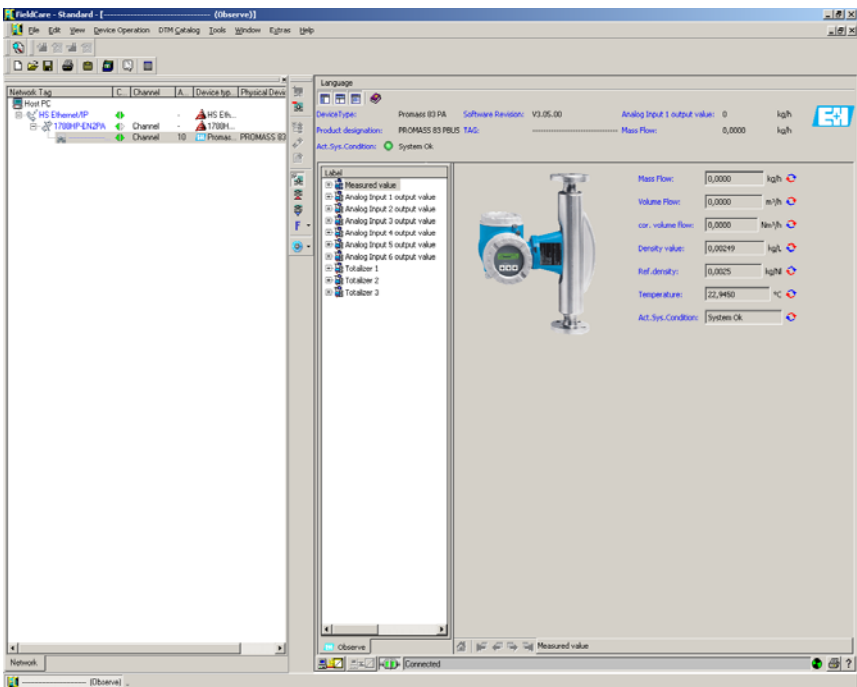 FieldCare - Standard - [---------------------------- (Observe)]
File Edit View Device Operation DTM Catalog Tools Window Extras Help
Network Tag C... Channel A... Device typ... Physical Devi
Host PC
HS Ethernet/IP - HS Eth...
1788HP-EN2PA Channel - 1788H...
Channel 10 Promas... PROMASS 83
Network
Language
DeviceType: Promass 83 PA Software Revision: V3.05.00 Analog Input 1 output value: 0 kg/h
Product designation: PROMASS 83 PBUS TAG: -------------------------------- Mass Flow: 0,0000 kg/h
Act.Sys.Condition: System Ok
E+H
Label
Measured value
Analog Input 1 output value
Analog Input 2 output value
Analog Input 3 output value
Analog Input 4 output value
Analog Input 5 output value
Analog Input 6 output value
Totalizer 1
Totalizer 2
Totalizer 3
Mass Flow: 0,0000 kg/h
Volume Flow: 0,0000 m³/h
cor. volume flow: 0,0000 Nm³/h
Density value: 0,00249 kg/L
Ref.density: 0,0025 kg/Nl
Temperature: 22,9450 °C
Act.Sys.Condition: System Ok
Observe
Measured value
Connected
---------------------- (Observe)